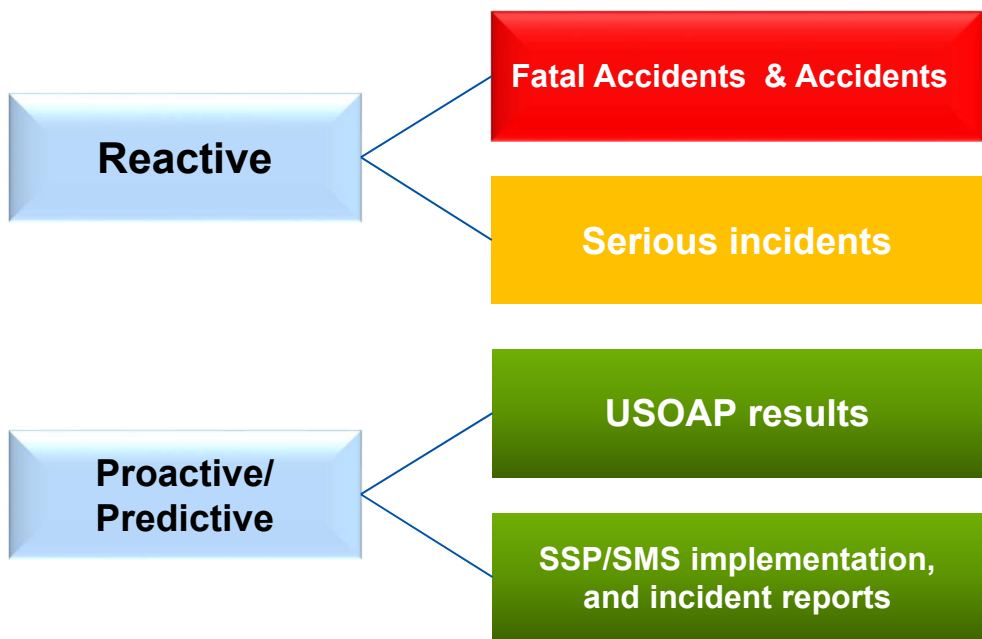 Fatal Accidents & Accidents
Reactive
Serious incidents
USOAP results
Proactive/
Predictive
SSP/SMS implementation,
and incident reports